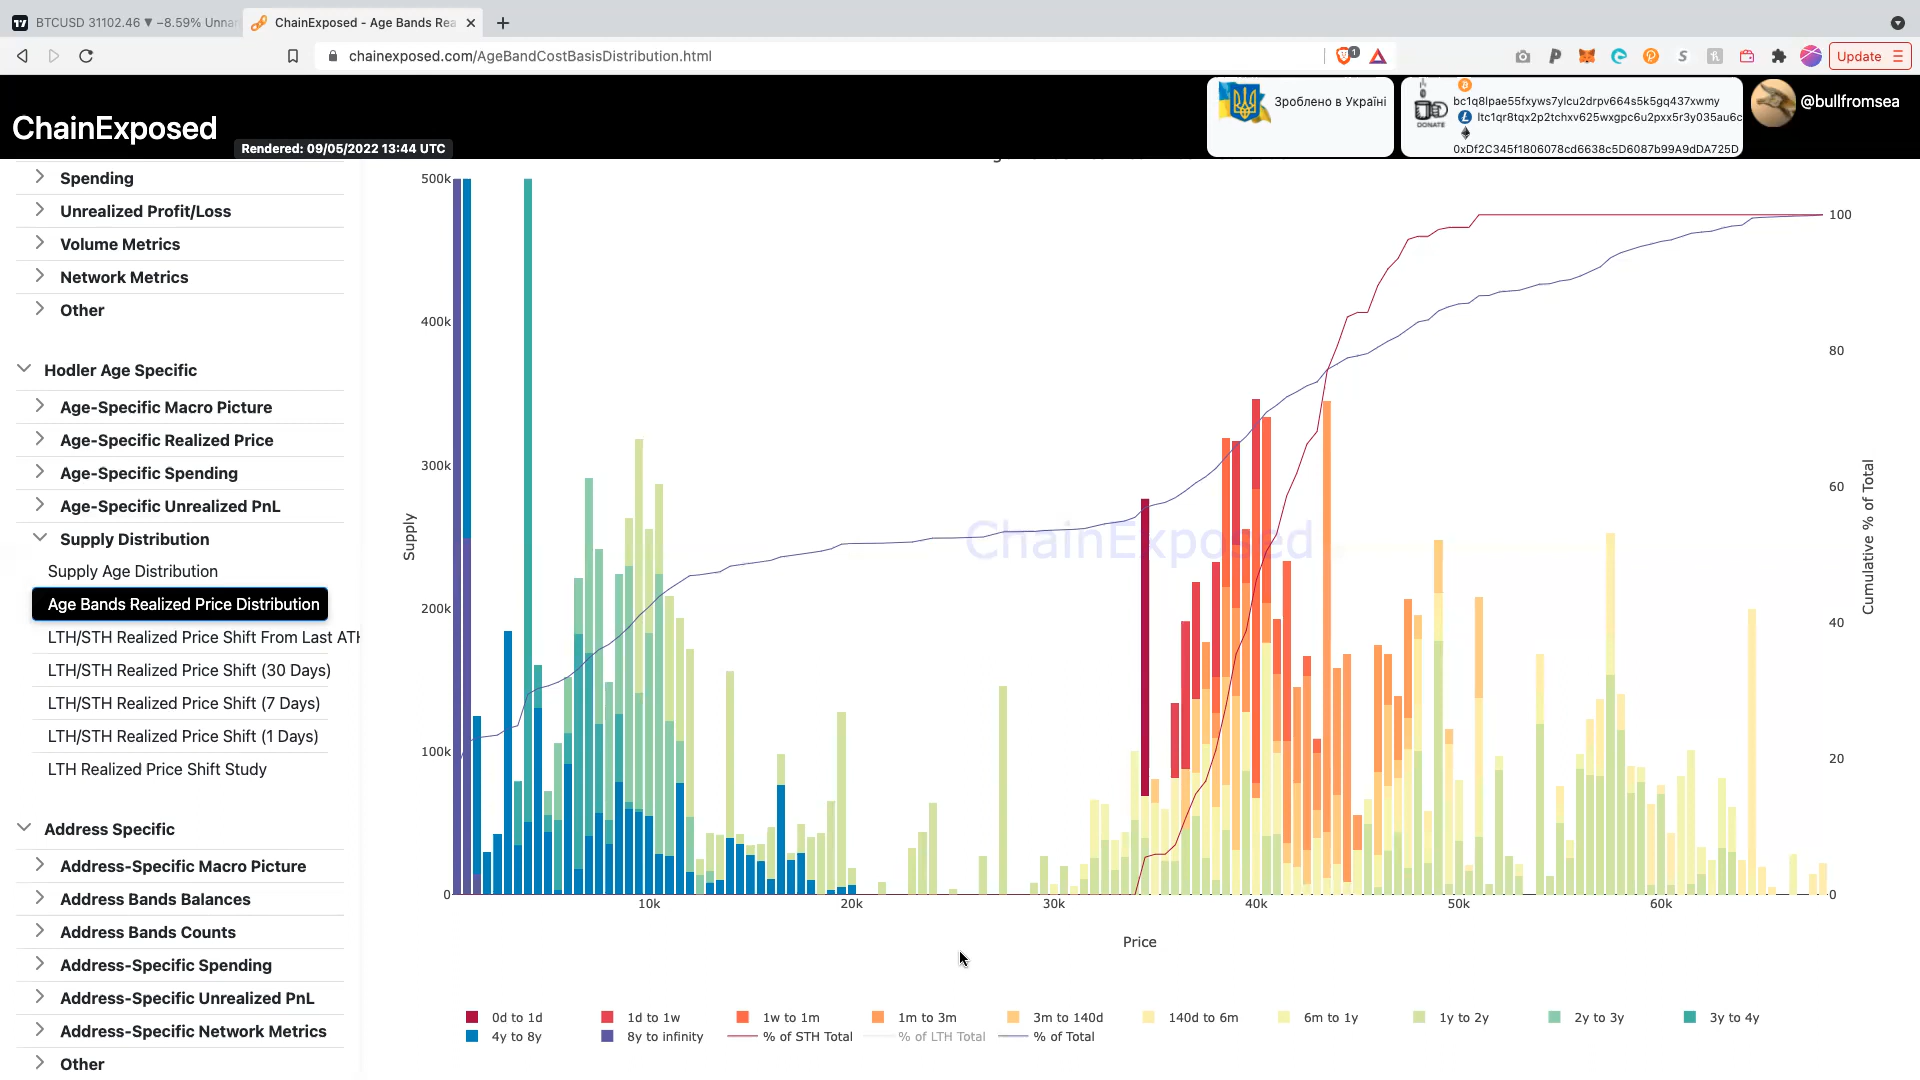 BTCUSD 31102.46 ▼ −8.59% Unnar
ChainExposed - Age Bands Rea
chainexposed.com/AgeBandCostBasisDistribution.html
1
Update
ChainExposed
Rendered: 09/05/2022 13:44 UTC
Зроблено в Україні
DONATE
bc1q8lpae55fxyws7ylcu2drpv664s5k5gq437xwmy
ltc1qr8tqx2p2tchxv625wxgpc6u2pxx5r3y035au6c
0xDf2C345f1806078cd6638c5D6087b99A9dDA725D
@bullfromsea
Spending
Unrealized Profit/Loss
Volume Metrics
Network Metrics
Other
Hodler Age Specific
Age-Specific Macro Picture
Age-Specific Realized Price
Age-Specific Spending
Age-Specific Unrealized PnL
Supply Distribution
Supply Age Distribution
Age Bands Realized Price Distribution
LTH/STH Realized Price Shift From Last ATH
LTH/STH Realized Price Shift (30 Days)
LTH/STH Realized Price Shift (7 Days)
LTH/STH Realized Price Shift (1 Days)
LTH Realized Price Shift Study
Address Specific
Address-Specific Macro Picture
Address Bands Balances
Address Bands Counts
Address-Specific Spending
Address-Specific Unrealized PnL
Address-Specific Network Metrics
Other
500k
400k
300k
200k
100k
0
Supply
ChainExposed
100
80
60
40
20
0
Cumulative % of Total
10k 20k 30k 40k 50k 60k
Price
0d to 1d 1d to 1w 1w to 1m 1m to 3m 3m to 140d 140d to 6m 6m to 1y 1y to 2y 2y to 3y 3y to 4y
4y to 8y 8y to infinity % of STH Total % of LTH Total % of Total